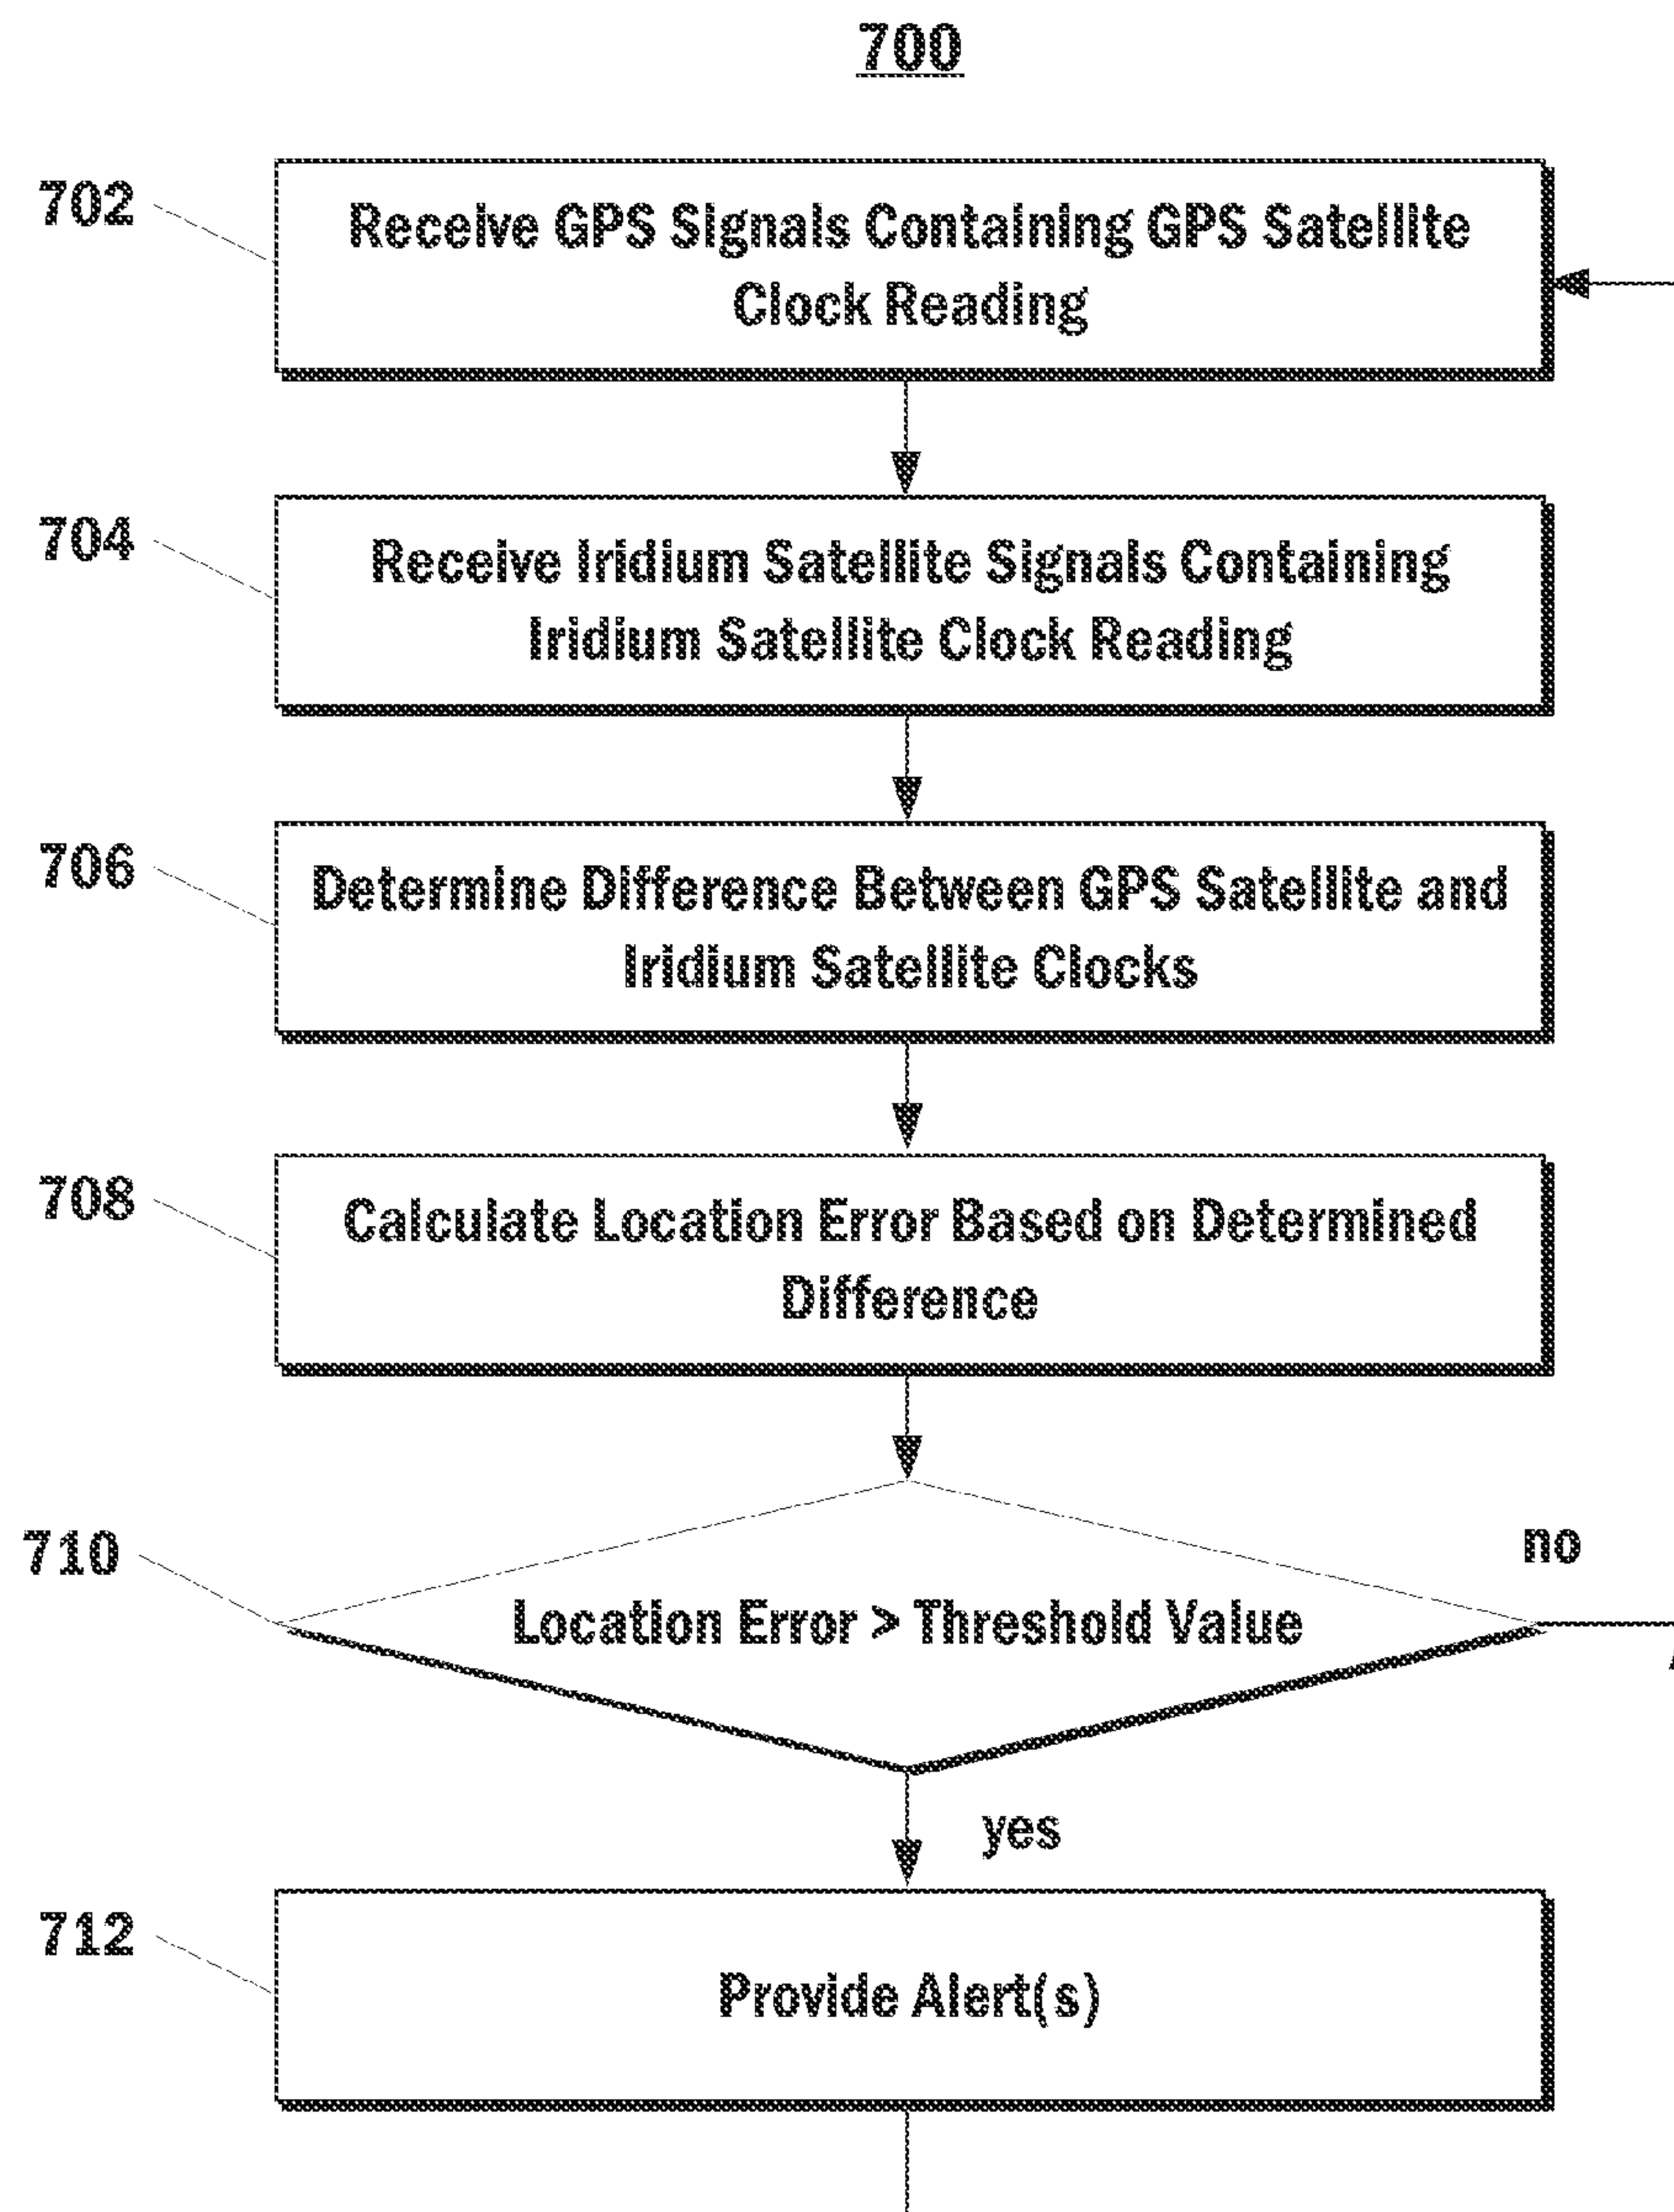 700
702
Receive GPS Signals Containing GPS Satellite
Clock Reading
704
Receive Iridium Satellite Signals Containing
Iridium Satellite Clock Reading
706
Determine Difference Between GPS Satellite and
Iridium Satellite Clocks
708
Calculate Location Error Based on Determined
Difference
710
no
Location Error > Threshold Value
yes
712
Provide Alert(s)